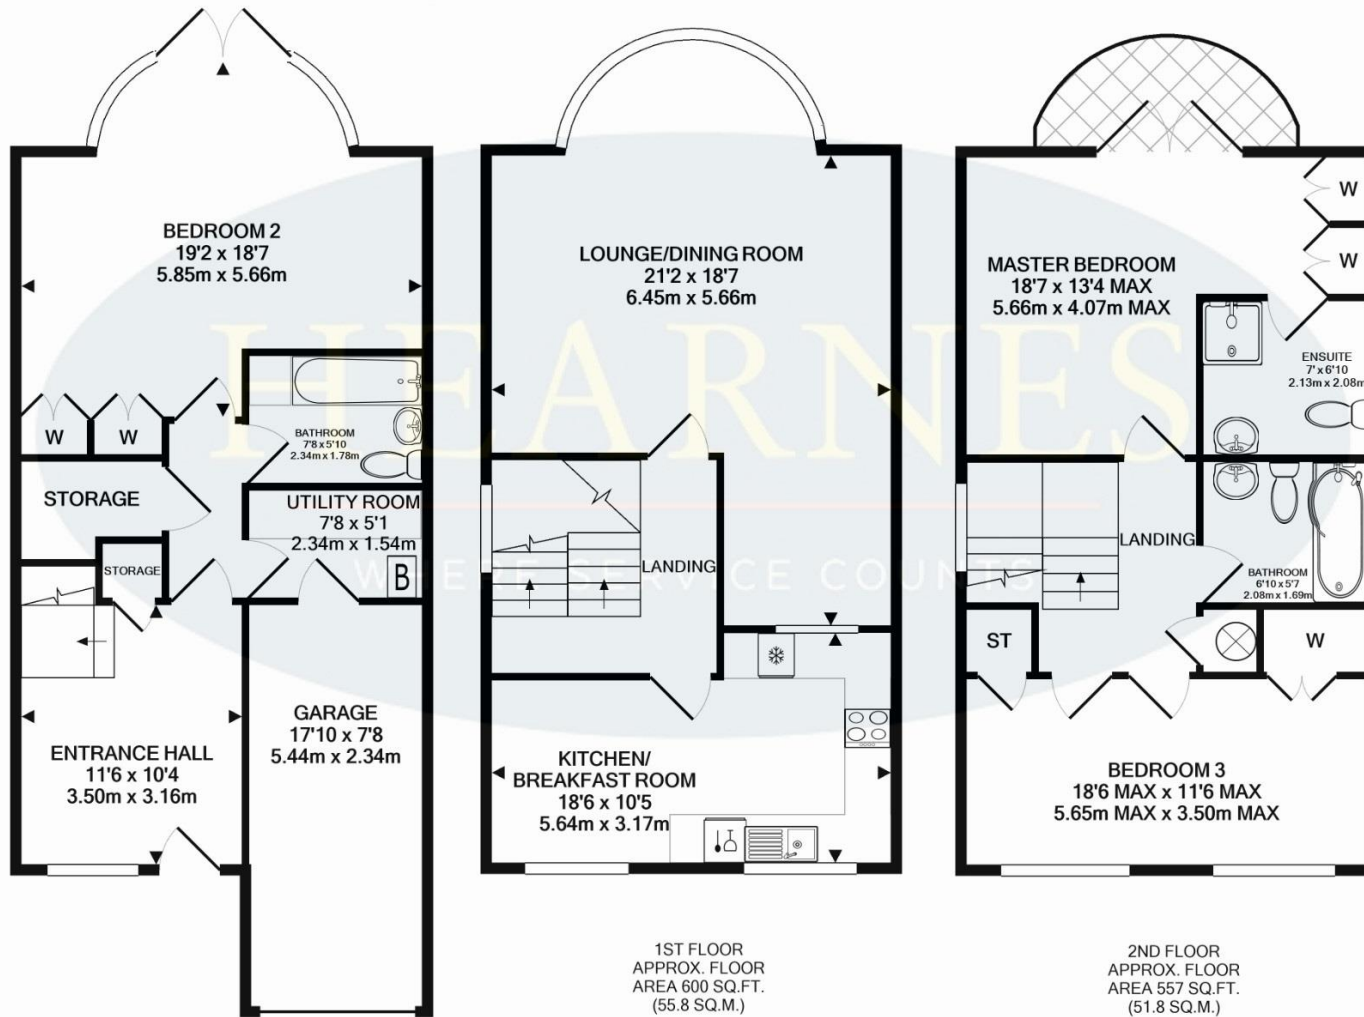 BEDROOM 2
19'2 x 18'7
5.85m x 5.66m
W
W
BATHROOM
7'8 x 5'10
2.34m x 1.78m
STORAGE
STORAGE
UTILITY ROOM
7'8 x 5'1
2.34m x 1.54m
B
GARAGE
17'10 x 7'8
5.44m x 2.34m
ENTRANCE HALL
11'6 x 10'4
3.50m x 3.16m
LOUNGE/DINING ROOM
21'2 x 18'7
6.45m x 5.66m
LANDING
KITCHEN/
BREAKFAST ROOM
18'6 x 10'5
5.64m x 3.17m
1ST FLOOR
APPROX. FLOOR
AREA 600 SQ.FT.
(55.8 SQ.M.)
MASTER BEDROOM
18'7 x 13'4 MAX
5.66m x 4.07m MAX
W
W
ENSUITE
7' x 6'10
2.13m x 2.08m
LANDING
BATHROOM
6'10 x 5'7
2.08m x 1.69m
ST
W
BEDROOM 3
18'6 MAX x 11'6 MAX
5.65m MAX x 3.50m MAX
2ND FLOOR
APPROX. FLOOR
AREA 557 SQ.FT.
(51.8 SQ.M.)
HEARNES
WHERE SERVICE COUNTS